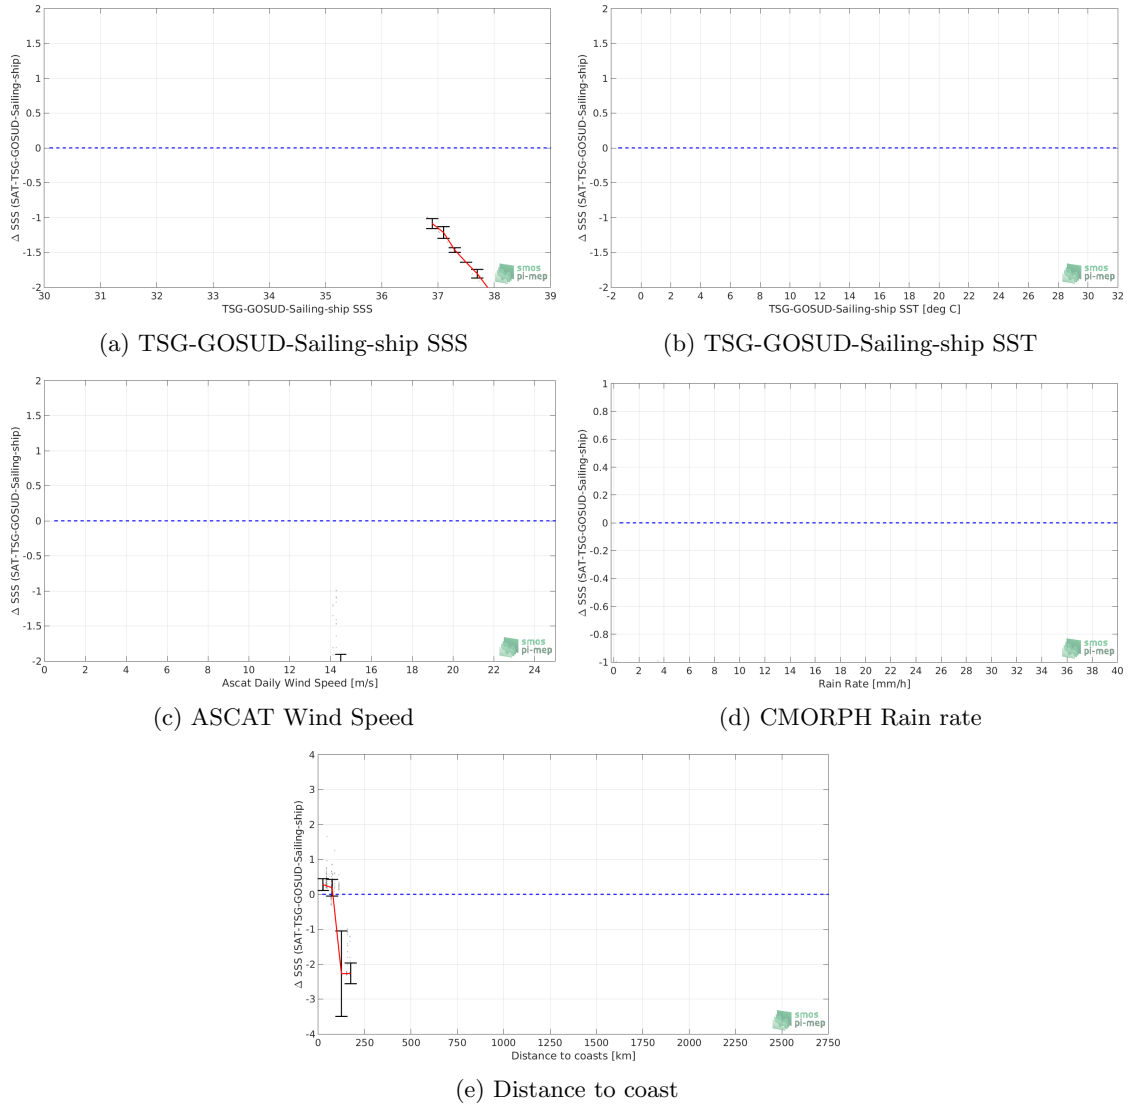 Δ SSS (SAT-TSG-GOSUD-Sailing-ship)
2
1.5
1
0.5
0
-0.5
-1
-1.5
-2
30 31 32 33 34 35 36 37 38 39
TSG-GOSUD-Sailing-ship SSS
smos
pi-mep
(a) TSG-GOSUD-Sailing-ship SSS
Δ SSS (SAT-TSG-GOSUD-Sailing-ship)
2
1.5
1
0.5
0
-0.5
-1
-1.5
-2
-2 0 2 4 6 8 10 12 14 16 18 20 22 24 26 28 30 32
TSG-GOSUD-Sailing-ship SST [deg C]
smos
pi-mep
(b) TSG-GOSUD-Sailing-ship SST
Δ SSS (SAT-TSG-GOSUD-Sailing-ship)
2
1.5
1
0.5
0
-0.5
-1
-1.5
-2
0 2 4 6 8 10 12 14 16 18 20 22 24
Ascat Daily Wind Speed [m/s]
smos
pi-mep
(c) ASCAT Wind Speed
Δ SSS (SAT-TSG-GOSUD-Sailing-ship)
1
0.8
0.6
0.4
0.2
0
-0.2
-0.4
-0.6
-0.8
-1
0 2 4 6 8 10 12 14 16 18 20 22 24 26 28 30 32 34 36 38 40
Rain Rate [mm/h]
smos
pi-mep
(d) CMORPH Rain rate
Δ SSS (SAT-TSG-GOSUD-Sailing-ship)
4
3
2
1
0
-1
-2
-3
-4
0 250 500 750 1000 1250 1500 1750 2000 2250 2500 2750
Distance to coasts [km]
smos
pi-mep
(e) Distance to coast